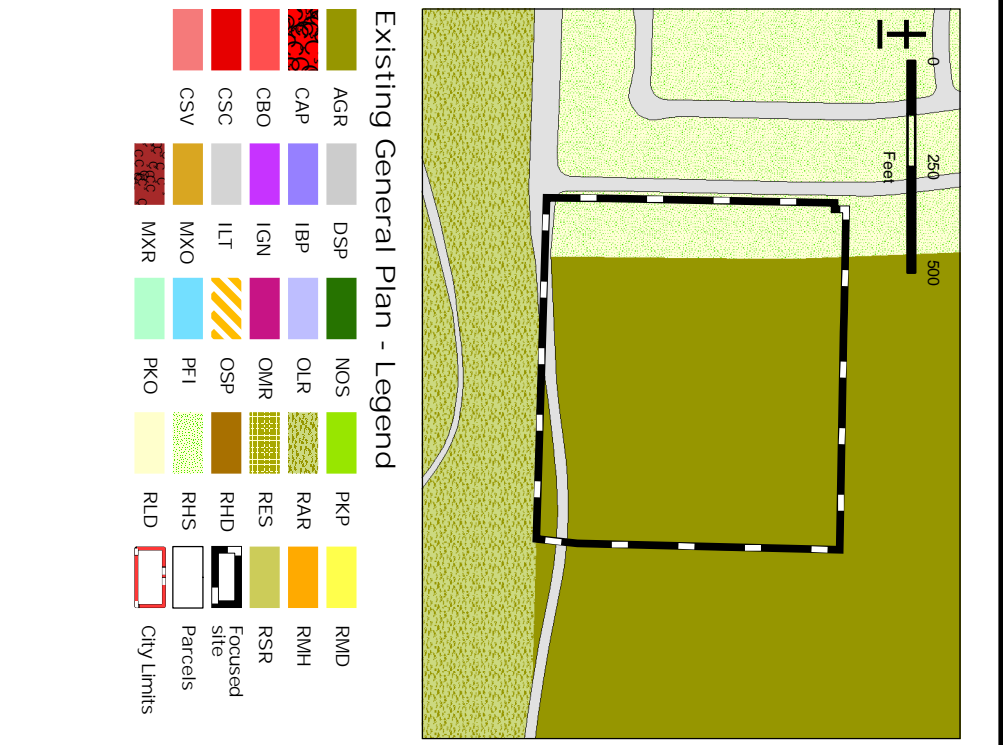 0
250
500
Feet
Existing General Plan - Legend
AGR
CAP
CBO
CSC
CSV
DSP
IBP
IGN
ILT
MXO
MXR
NOS
OLR
OMR
OSP
PFI
PKO
PKP
RAR
RES
RHD
RHS
RLD
RMD
RMH
RSR
Focused
site
Parcels
City Limits